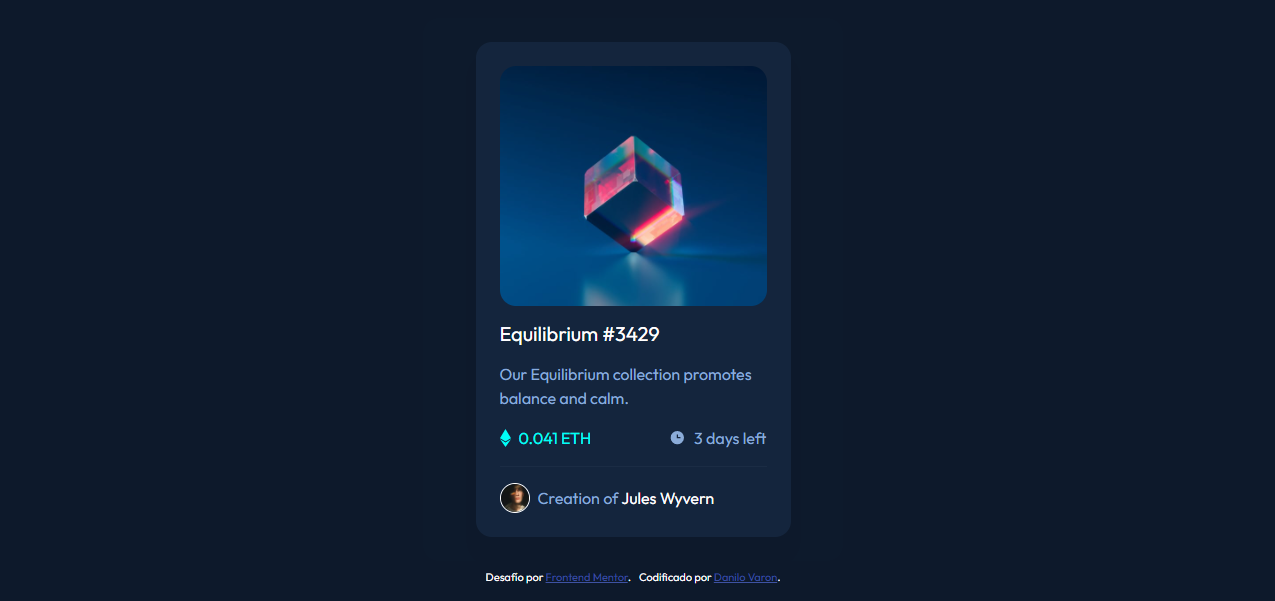 Equilibrium #3429
Our Equilibrium collection promotes
balance and calm.
0.041 ETH 3 days left
Creation of Jules Wyvern
Desafío por Frontend Mentor. Codificado por Danilo Varon.